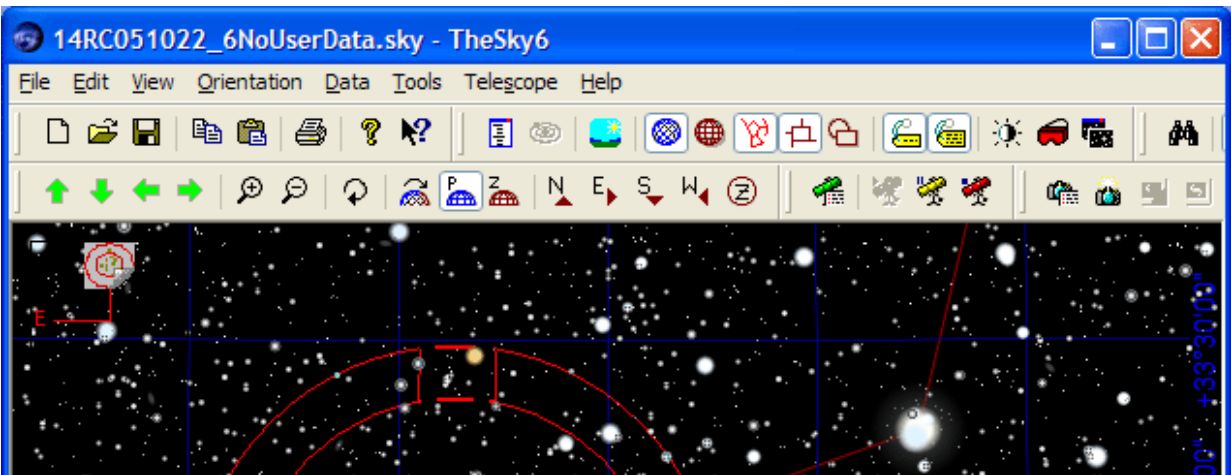 14RC051022_6NoUserData.sky - TheSky6
File Edit View Orientation Data Tools Telescope Help
P Z N E S W Z
E
+33°30'00"